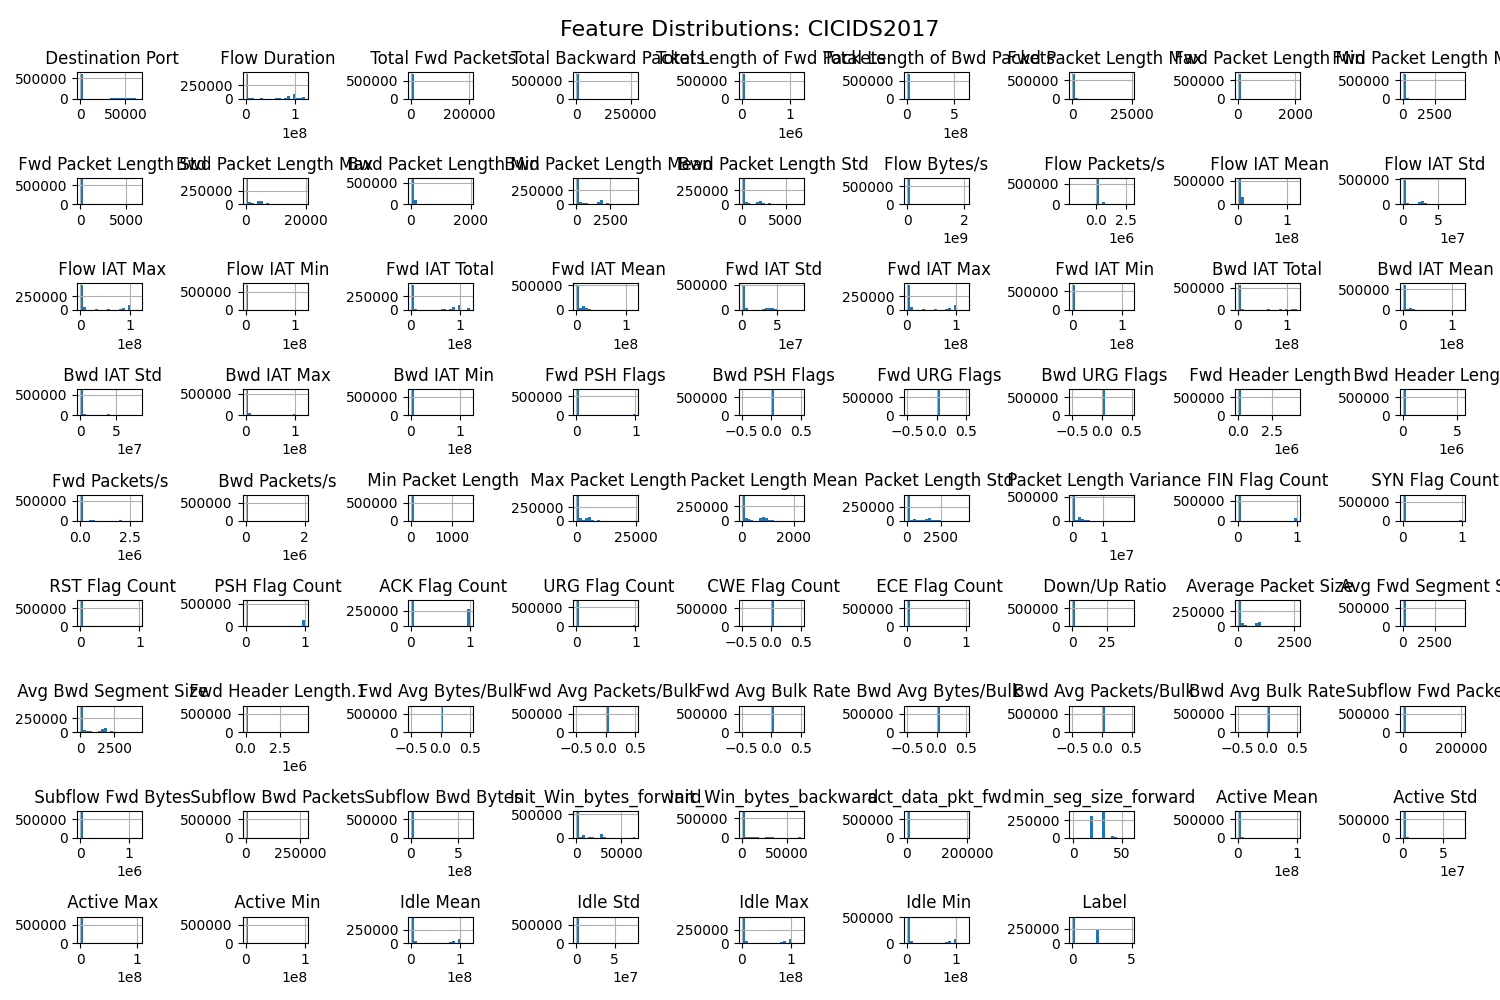 Feature Distributions: CICIDS2017
Destination Port Flow Duration Total Fwd Packets Total Backward Packets Total Length of Fwd Packets Total Length of Bwd Packets Fwd Packet Length Max Fwd Packet Length Min Fwd Packet Length M
500000 250000 500000 500000 500000 500000 500000 500000 500000
0 0 0 0 0 0 0 0 0
0 50000 0 1 0 200000 0 250000 0 1 0 5 0 25000 0 2000 0 2500
1e8 1e6 1e8
Fwd Packet Length Std Bwd Packet Length Max Bwd Packet Length Min Bwd Packet Length Mean Bwd Packet Length Std Flow Bytes/s Flow Packets/s Flow IAT Mean Flow IAT Std
500000 250000 500000 250000 250000 500000 500000 500000 500000
0 0 0 0 0 0 0 0 0
0 5000 0 20000 0 2000 0 2500 0 5000 0 2 0.0 2.5 0 1 0 5
1e9 1e6 1e8 1e7
Flow IAT Max Flow IAT Min Fwd IAT Total Fwd IAT Mean Fwd IAT Std Fwd IAT Max Fwd IAT Min Bwd IAT Total Bwd IAT Mean
250000 500000 250000 500000 500000 250000 500000 500000 500000
0 0 0 0 0 0 0 0 0
0 1 0 1 0 1 0 1 0 5 0 1 0 1 0 1 0 1
1e8 1e8 1e8 1e8 1e7 1e8 1e8 1e8 1e8
Bwd IAT Std Bwd IAT Max Bwd IAT Min Fwd PSH Flags Bwd PSH Flags Fwd URG Flags Bwd URG Flags Fwd Header Length Bwd Header Leng
500000 500000 500000 500000 500000 500000 500000 500000 500000
0 0 0 0 0 0 0 0 0
0 5 0 1 0 1 0 1 −0.5 0.0 0.5 −0.5 0.0 0.5 −0.5 0.0 0.5 0.0 2.5 0 5
1e7 1e8 1e8 1e6 1e6
Fwd Packets/s Bwd Packets/s Min Packet Length Max Packet Length Packet Length Mean Packet Length Std Packet Length Variance FIN Flag Count SYN Flag Count
500000 500000 500000 250000 250000 250000 500000 500000 500000
0 0 0 0 0 0 0 0 0
0.0 2.5 0 2 0 1000 0 25000 0 2000 0 2500 0 1 0 1 0 1
1e6 1e6 1e7
RST Flag Count PSH Flag Count ACK Flag Count URG Flag Count CWE Flag Count ECE Flag Count Down/Up Ratio Average Packet Size Avg Fwd Segment S
500000 500000 250000 500000 500000 500000 500000 250000 500000
0 0 0 0 0 0 0 0 0
0 1 0 1 0 1 0 1 −0.5 0.0 0.5 0 1 0 25 0 2500 0 2500
Avg Bwd Segment Size Fwd Header Length.1 Fwd Avg Bytes/Bulk Fwd Avg Packets/Bulk Fwd Avg Bulk Rate Bwd Avg Bytes/Bulk Bwd Avg Packets/Bulk Bwd Avg Bulk Rate Subflow Fwd Packe
250000 500000 500000 500000 500000 500000 500000 500000 500000
0 0 0 0 0 0 0 0 0
0 2500 0.0 2.5 −0.5 0.0 0.5 −0.5 0.0 0.5 −0.5 0.0 0.5 −0.5 0.0 0.5 −0.5 0.0 0.5 −0.5 0.0 0.5 0 200000
1e6
Subflow Fwd Bytes Subflow Bwd Packets Subflow Bwd Bytes Init_Win_bytes_forward Init_Win_bytes_backward act_data_pkt_fwd min_seg_size_forward Active Mean Active Std
500000 500000 500000 500000 500000 500000 250000 500000 500000
0 0 0 0 0 0 0 0 0
0 1 0 250000 0 5 0 50000 0 50000 0 200000 0 50 0 1 0 5
1e6 1e8 1e8 1e7
Active Max Active Min Idle Mean Idle Std Idle Max Idle Min Label
500000 500000 250000 500000 250000 500000 250000
0 0 0 0 0 0 0
0 1 0 1 0 1 0 5 0 1 0 1 0 5
1e8 1e8 1e8 1e7 1e8 1e8